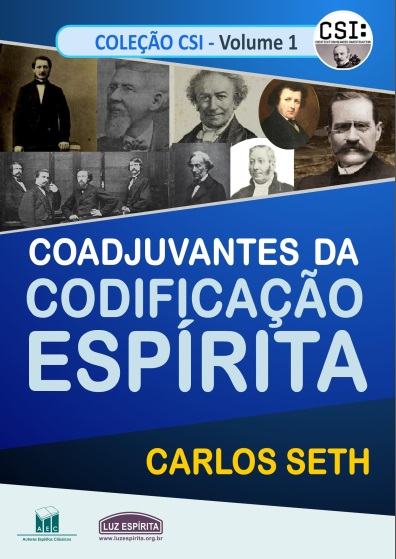 COLEÇÃO CSI - Volume 1
CSI:
COADJUVANTES DA
CODIFICAÇÃO
ESPÍRITA
CARLOS SETH
AEC
Autores Espíritas Clássicos
LUZ ESPÍRITA
www.luzespirita.org.br